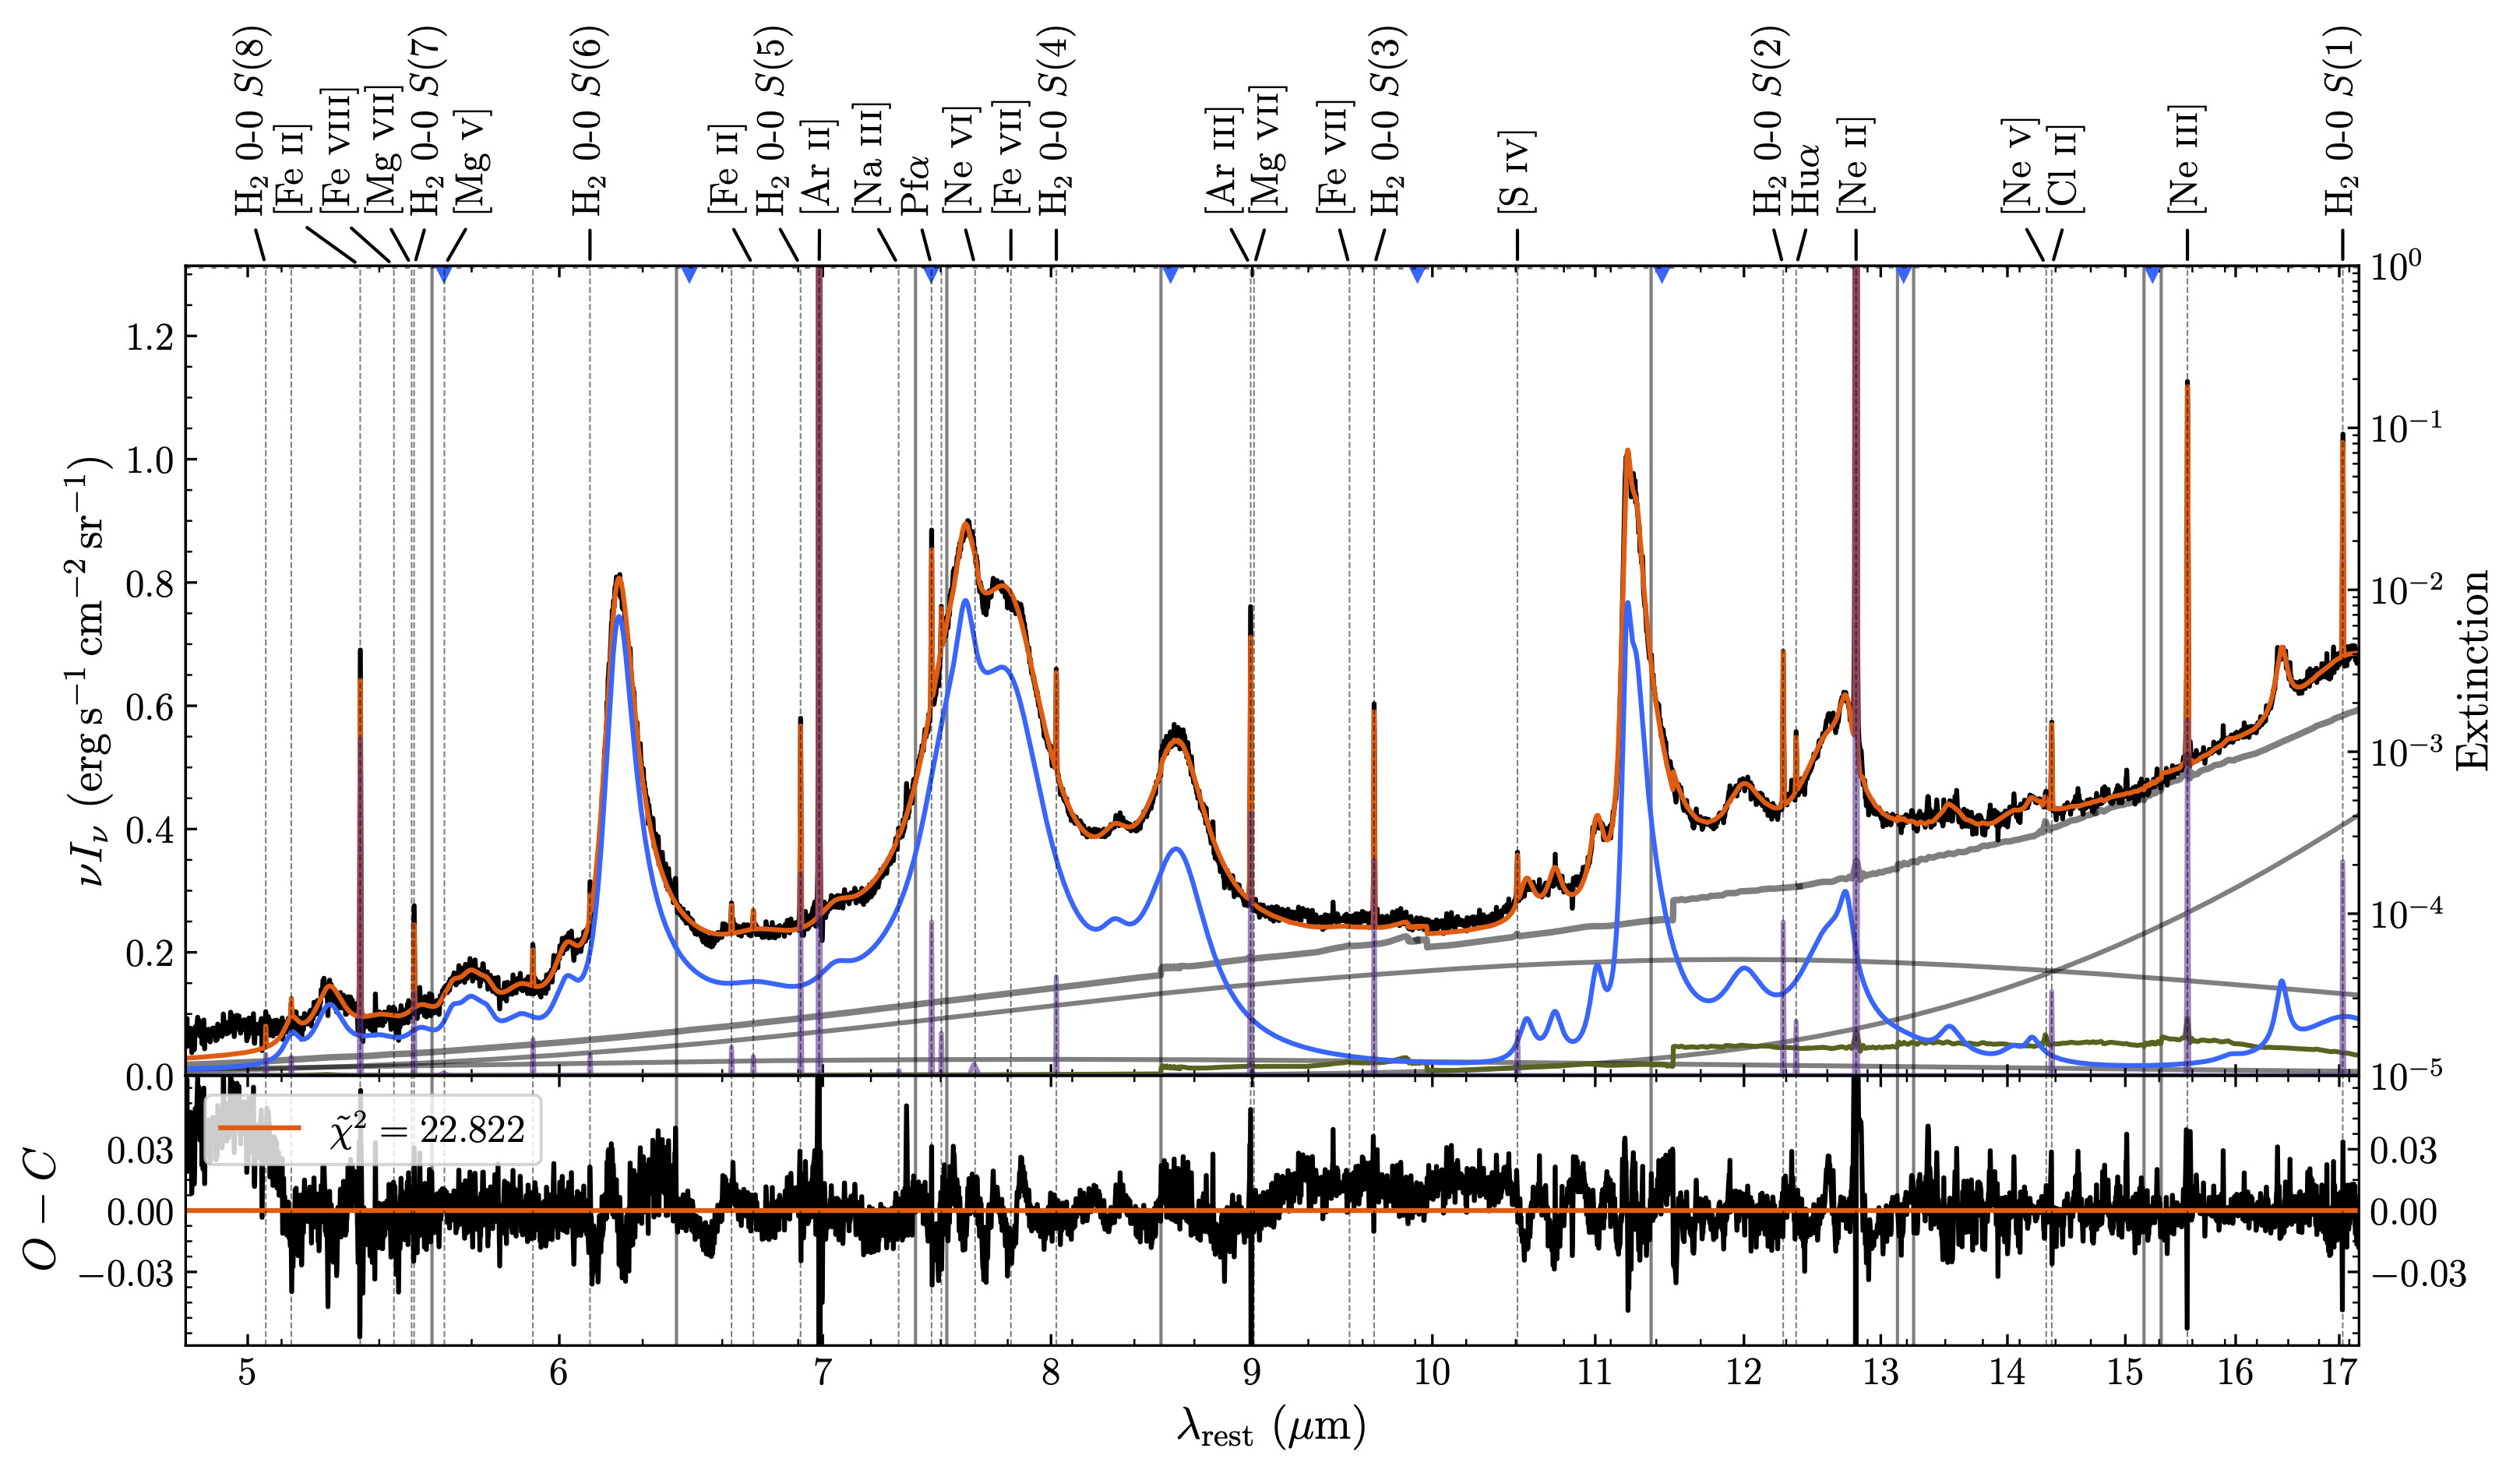 H₂ 0-0 S(8)
[Fe II]
[Fe VIII]
[Mg VII]
H₂ 0-0 S(7)
[Mg V]
H₂ 0-0 S(6)
[Fe II]
H₂ 0-0 S(5)
[Ar II]
[Na III]
Pfα
[Ne VI]
[Fe VII]
H₂ 0-0 S(4)
[Ar III]
[Mg VII]
[Fe VII]
H₂ 0-0 S(3)
[S IV]
H₂ 0-0 S(2)
Huα
[Ne II]
[Ne V]
[Cl II]
[Ne III]
H₂ 0-0 S(1)
νIν (erg s⁻¹ cm⁻² sr⁻¹)
1.2
1.0
0.8
0.6
0.4
0.2
0.0
10⁰
10⁻¹
10⁻²
10⁻³
10⁻⁴
10⁻⁵
Extinction
χ̃² = 22.822
O − C
0.03
0.00
−0.03
0.03
0.00
−0.03
5 6 7 8 9 10 11 12 13 14 15 16 17
λrest (μm)